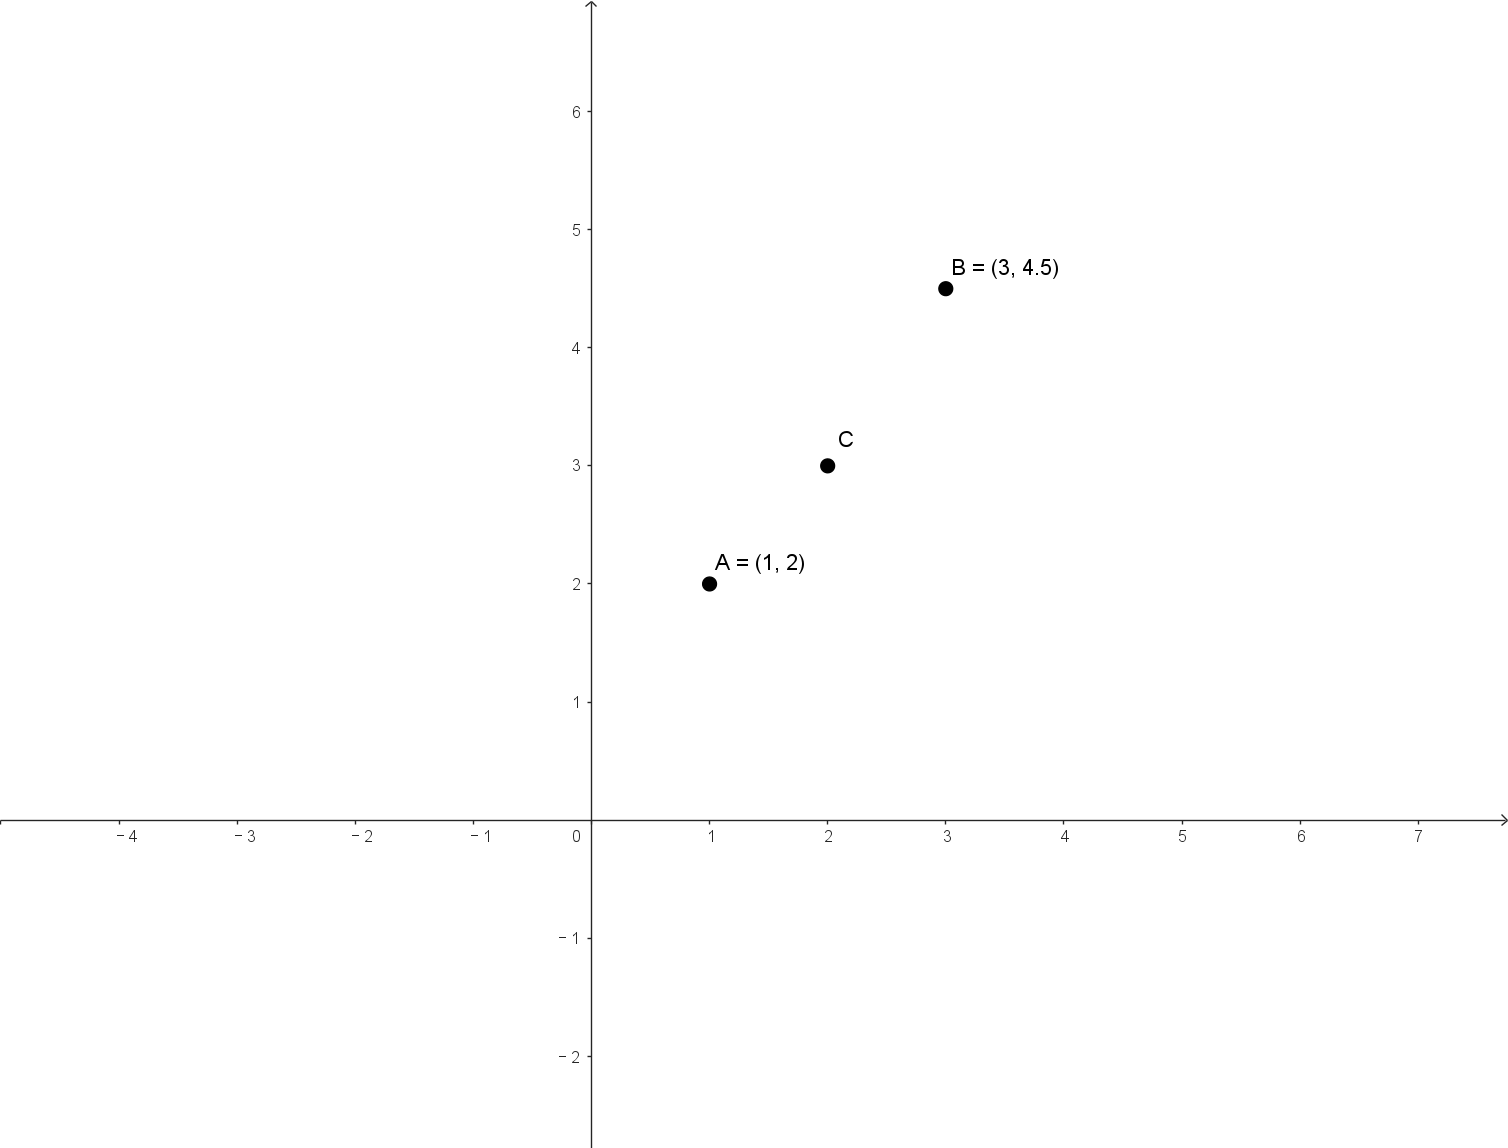 6
5
B = (3, 4.5)
4
C
3
A = (1, 2)
2
1
– 4 – 3 – 2 – 1 0 1 2 3 4 5 6 7
– 1
– 2